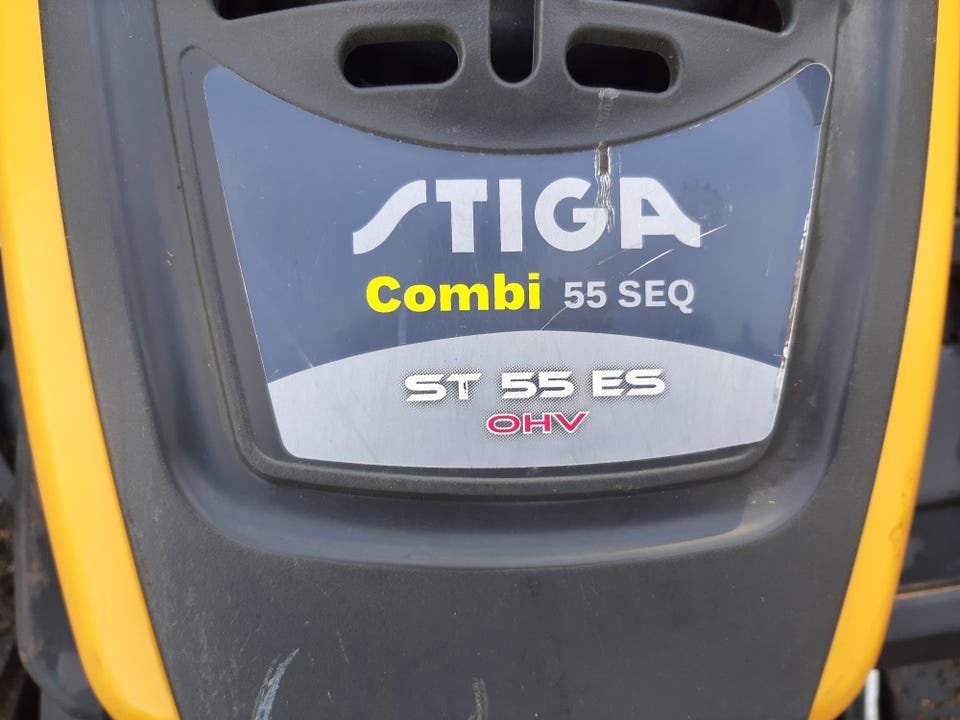 STIGA
Combi 55 SEQ
ST 55 ES
OHV